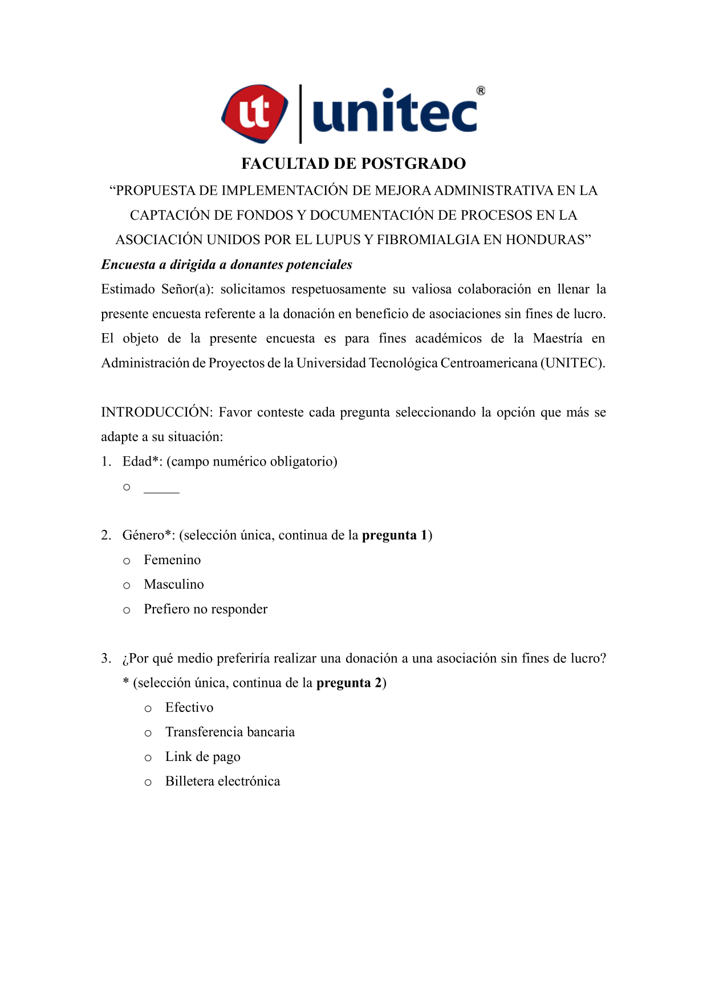 ut unitec®
FACULTAD DE POSTGRADO
“PROPUESTA DE IMPLEMENTACIÓN DE MEJORA ADMINISTRATIVA EN LA
CAPTACIÓN DE FONDOS Y DOCUMENTACIÓN DE PROCESOS EN LA
ASOCIACIÓN UNIDOS POR EL LUPUS Y FIBROMIALGIA EN HONDURAS”
Encuesta a dirigida a donantes potenciales
Estimado Señor(a): solicitamos respetuosamente su valiosa colaboración en llenar la
presente encuesta referente a la donación en beneficio de asociaciones sin fines de lucro.
El objeto de la presente encuesta es para fines académicos de la Maestría en
Administración de Proyectos de la Universidad Tecnológica Centroamericana (UNITEC).
INTRODUCCIÓN: Favor conteste cada pregunta seleccionando la opción que más se
adapte a su situación:
1. Edad*: (campo numérico obligatorio)
o _____
2. Género*: (selección única, continua de la pregunta 1)
o Femenino
o Masculino
o Prefiero no responder
3. ¿Por qué medio preferiría realizar una donación a una asociación sin fines de lucro?
* (selección única, continua de la pregunta 2)
o Efectivo
o Transferencia bancaria
o Link de pago
o Billetera electrónica